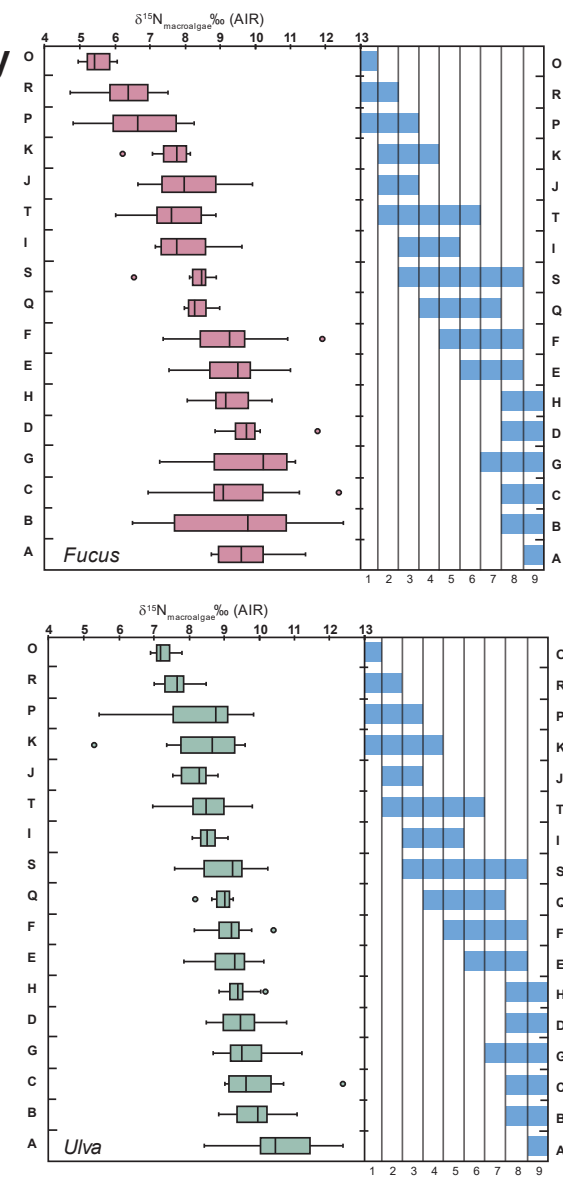 δ¹⁵Nmacroalgae‰ (AIR)
4 5 6 7 8 9 10 11 12 13
y
O O
R R
P P
K K
J J
T T
I I
S S
Q Q
F F
E E
H H
D D
G G
C C
B B
A A
Fucus
1 2 3 4 5 6 7 8 9
δ¹⁵Nmacroalgae‰ (AIR)
4 5 6 7 8 9 10 11 12 13
O O
R R
P P
K K
J J
T T
I I
S S
Q Q
F F
E E
H H
D D
G G
C C
B B
A A
Ulva
1 2 3 4 5 6 7 8 9